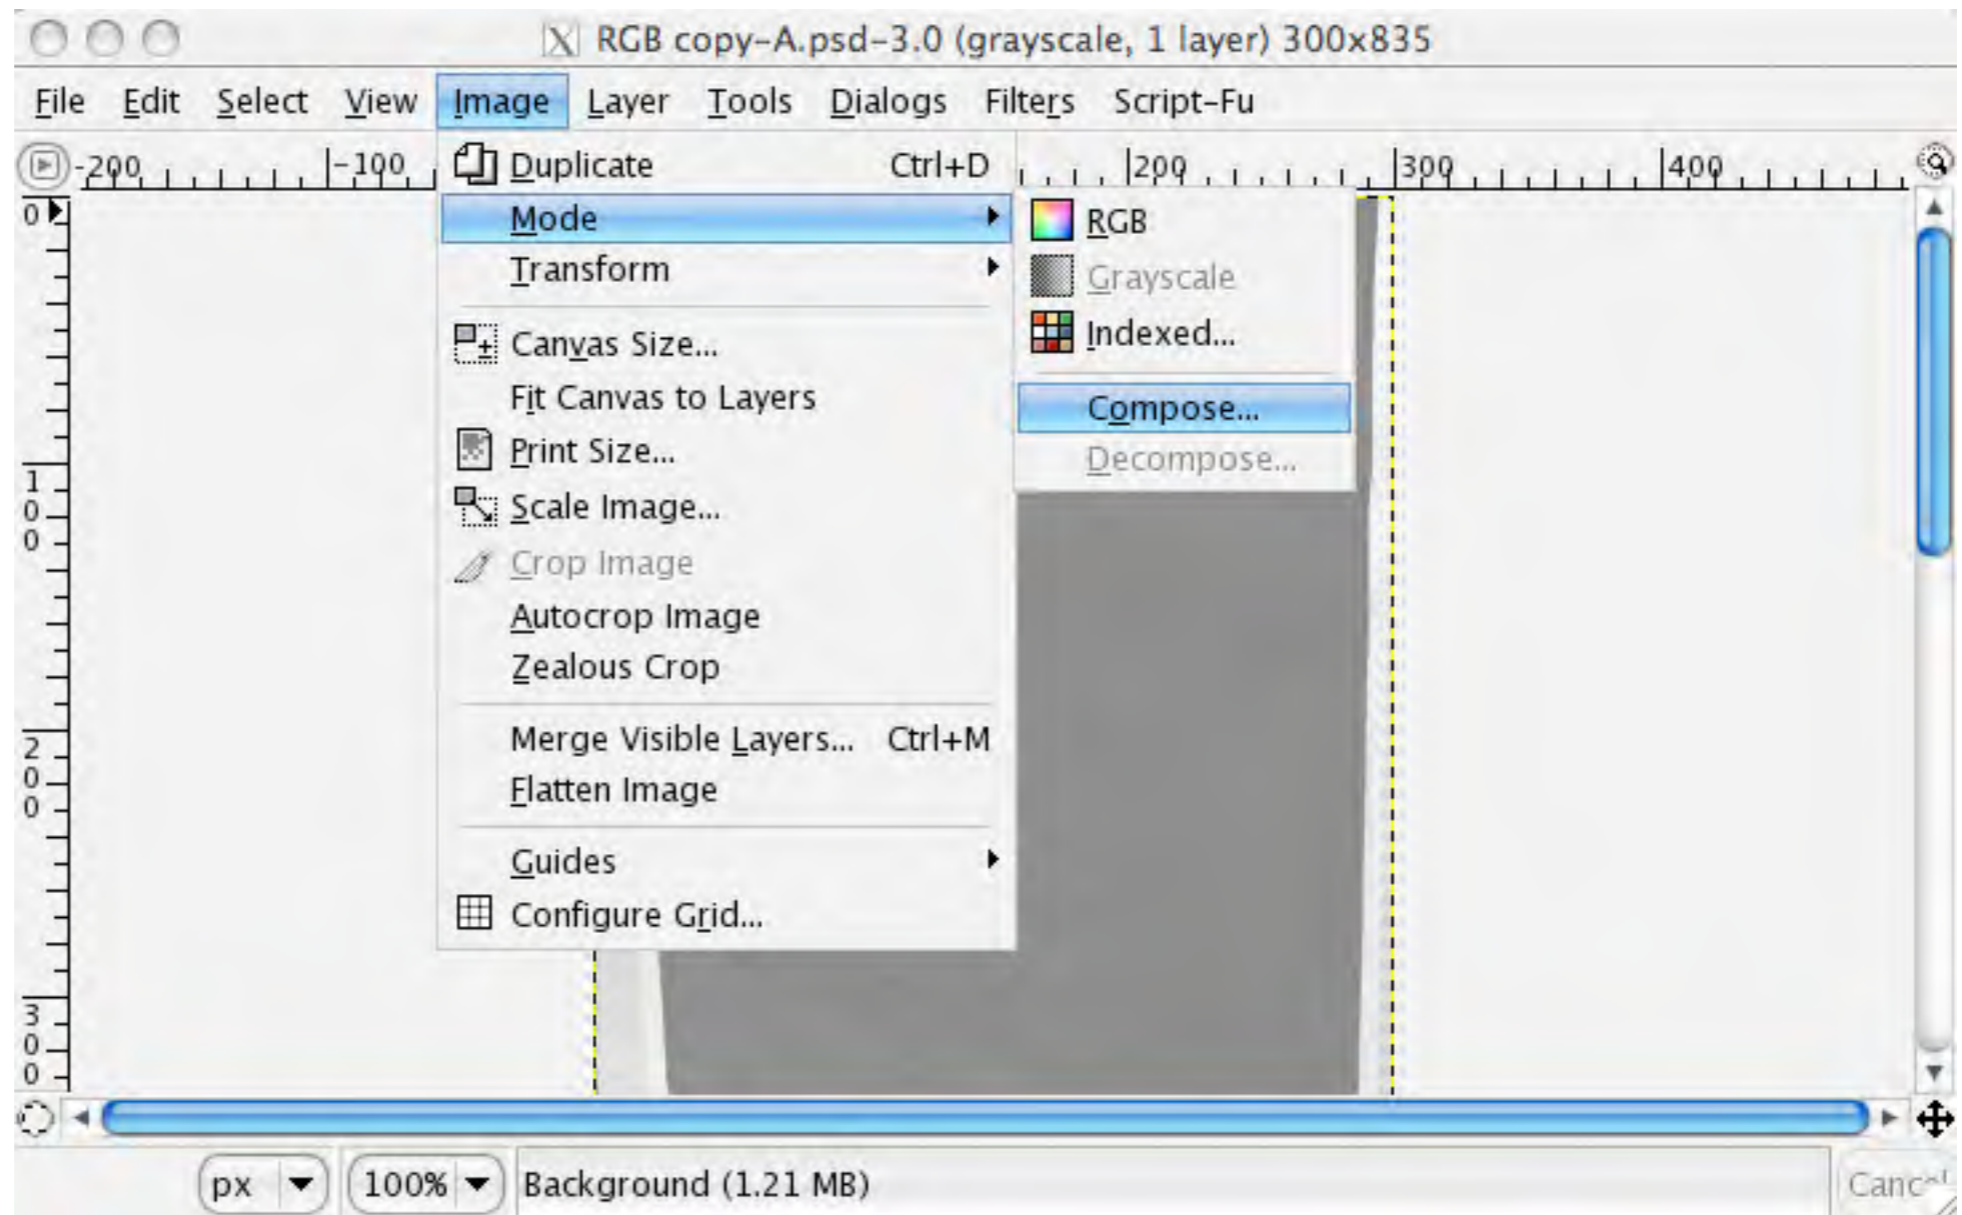 RGB copy-A.psd-3.0 (grayscale, 1 layer) 300x835
File Edit Select View Image Layer Tools Dialogs Filters Script-Fu
-200 -100 200 300 400
Duplicate Ctrl+D
Mode
Transform
Canvas Size...
Fit Canvas to Layers
Print Size...
Scale Image...
Crop Image
Autocrop Image
Zealous Crop
Merge Visible Layers... Ctrl+M
Flatten Image
Guides
Configure Grid...
RGB
Grayscale
Indexed...
Compose...
Decompose...
0
100
200
300
px 100% Background (1.21 MB)